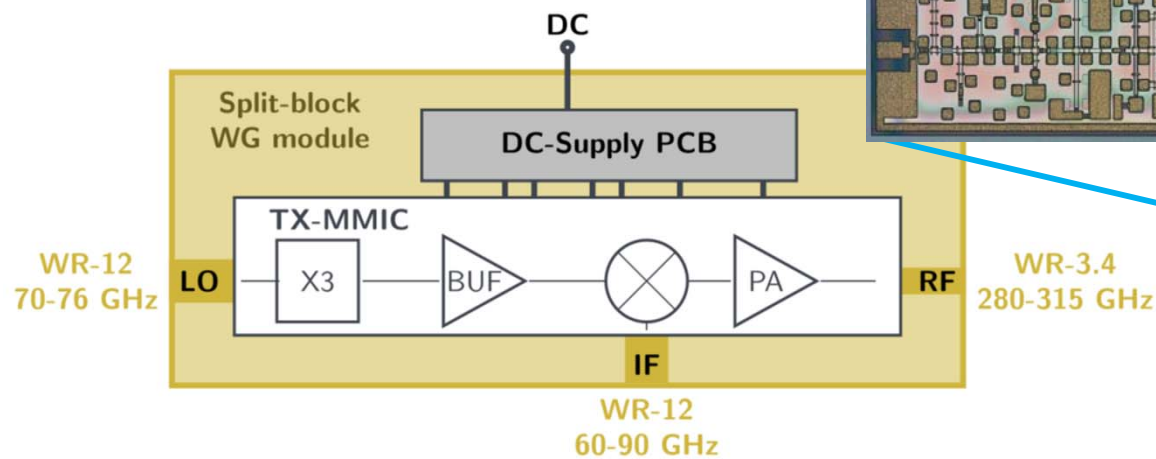 DC
Split-block
WG module
DC-Supply PCB
TX-MMIC
WR-12
70-76 GHz
LO
X3
BUF
PA
RF
WR-3.4
280-315 GHz
IF
WR-12
60-90 GHz